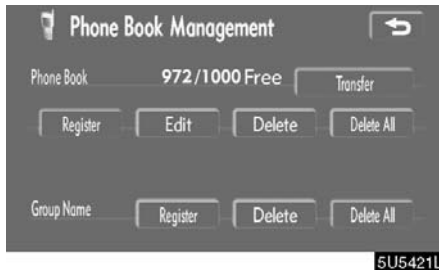 Phone Book Management
Phone Book 972/1000 Free Transfer
Register Edit Delete Delete All
Group Name Register Delete Delete All
5U5421L